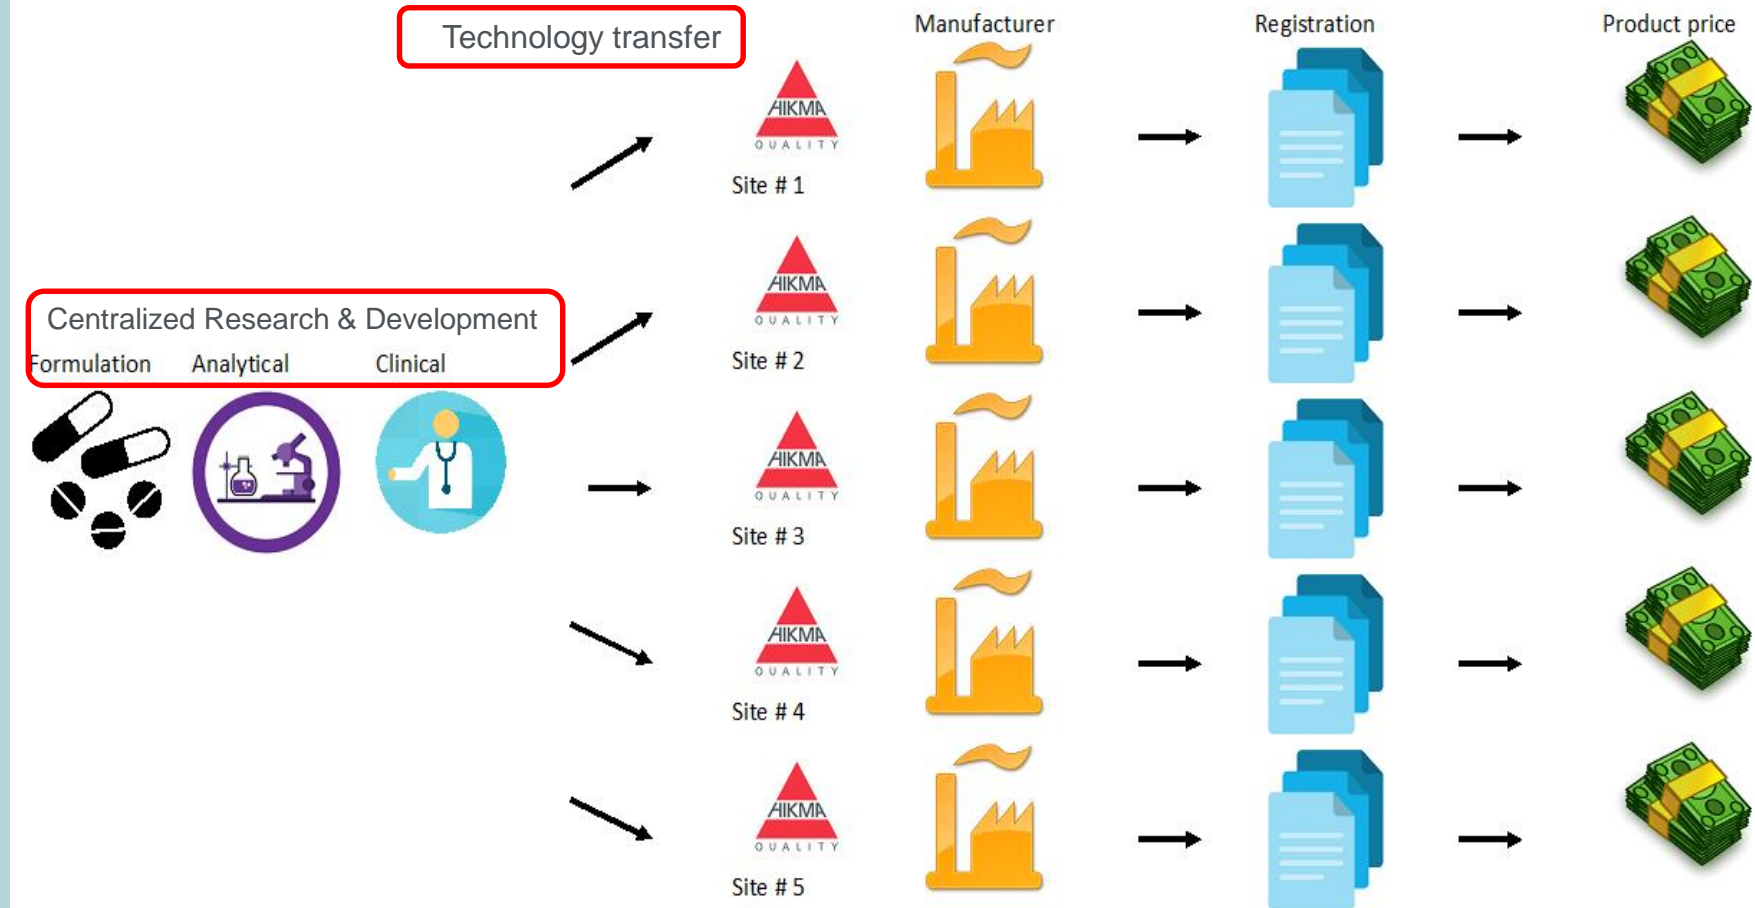 Technology transfer
Manufacturer
Registration
Product price
HIKMA
QUALITY
Site # 1
HIKMA
QUALITY
Site # 2
Centralized Research & Development
Formulation
Analytical
Clinical
HIKMA
QUALITY
Site # 3
HIKMA
QUALITY
Site # 4
HIKMA
QUALITY
Site # 5